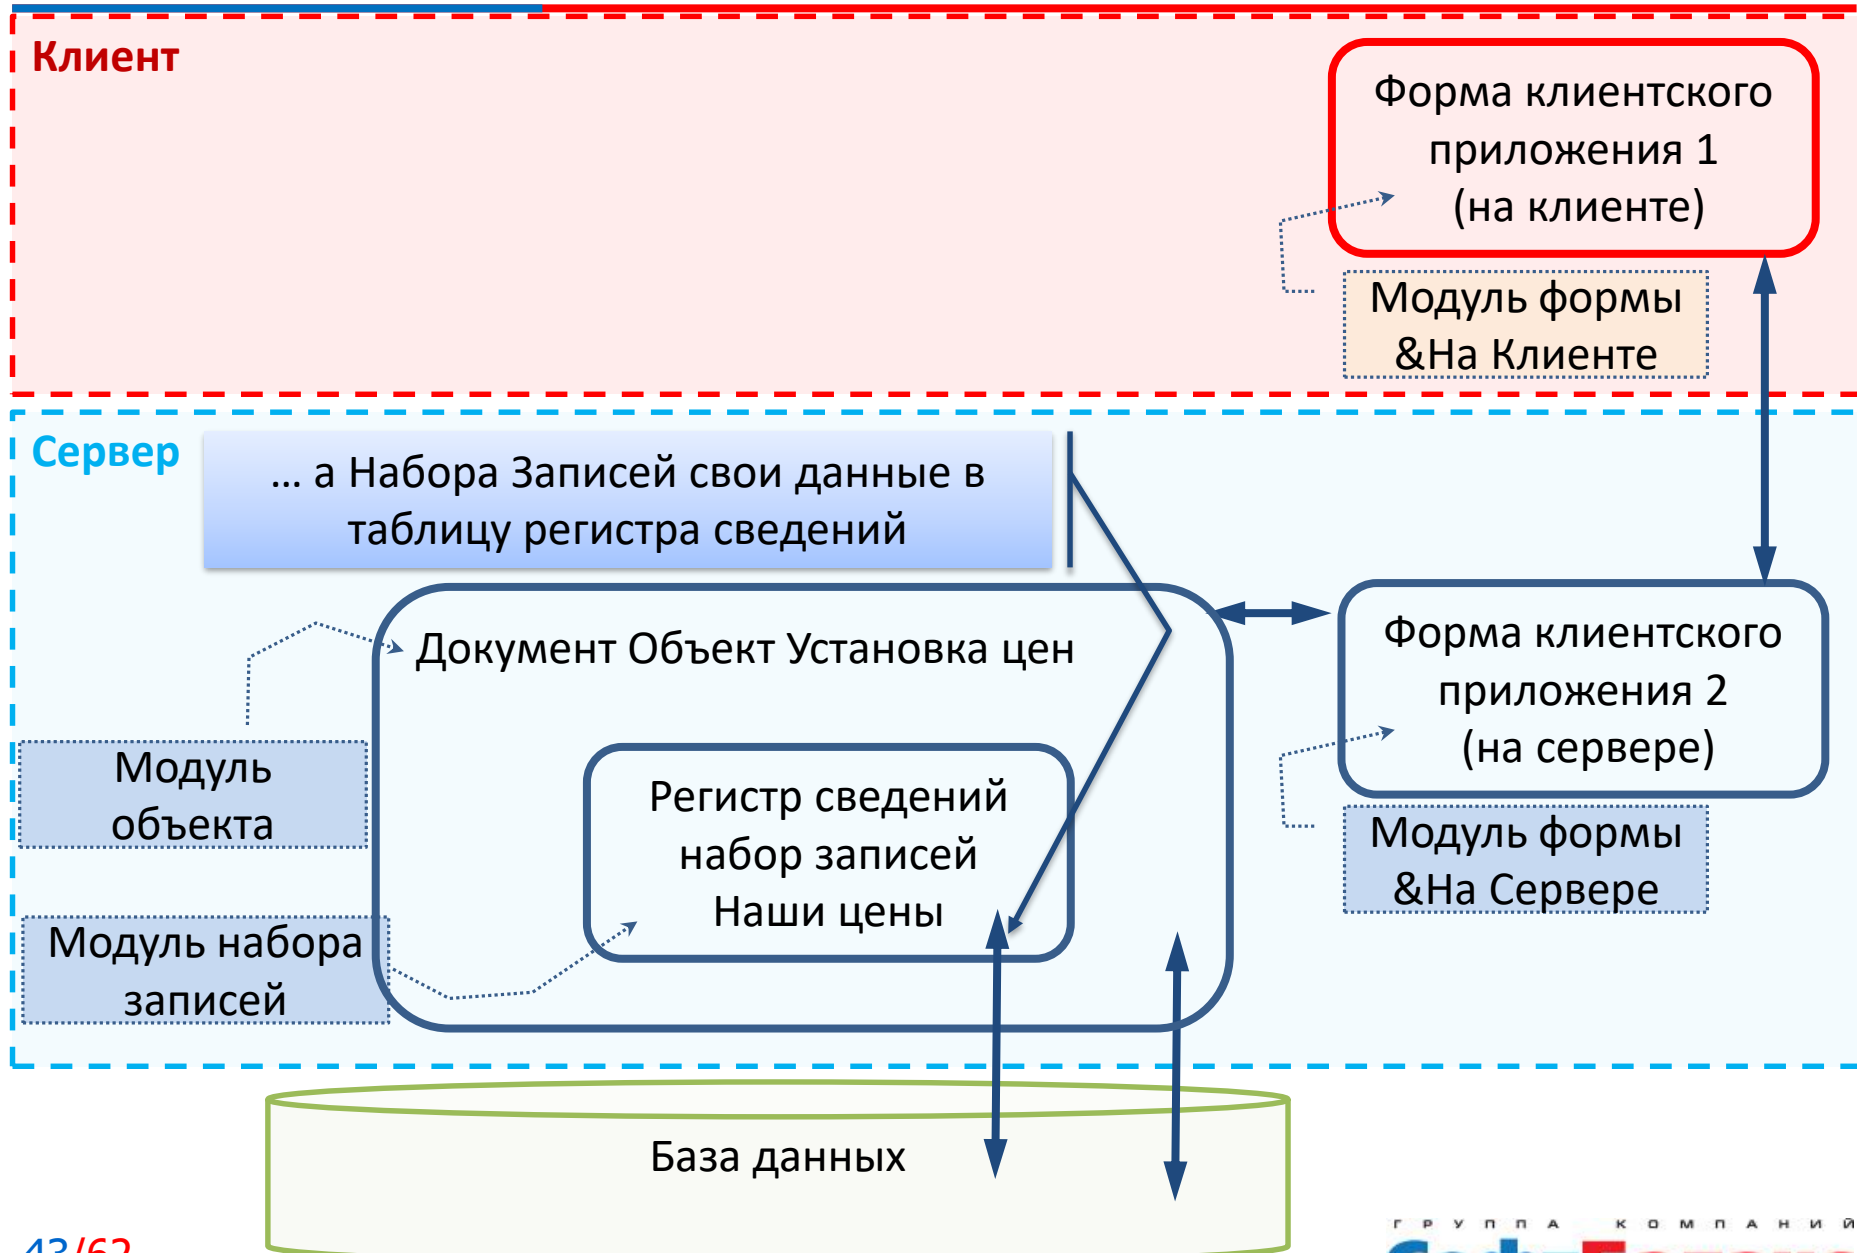 Клиент
Форма клиентского
приложения 1
(на клиенте)
Модуль формы
&На Клиенте
Сервер
... а Набора Записей свои данные в
таблицу регистра сведений
Документ Объект Установка цен
Форма клиентского
приложения 2
(на сервере)
Модуль
объекта
Регистр сведений
набор записей
Наши цены
Модуль формы
&На Сервере
Модуль набора
записей
База данных
43/62
ГРУППА КОМПАНИЙ